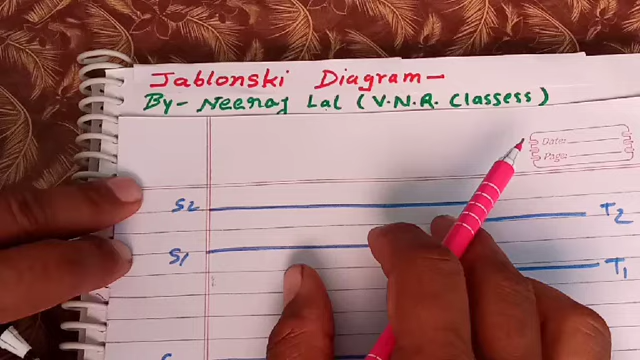 Jablonski Diagram-
By- Neeraj Lal (V.N.R. Classess)
Date:
Page:
S2
T2
S1
T1